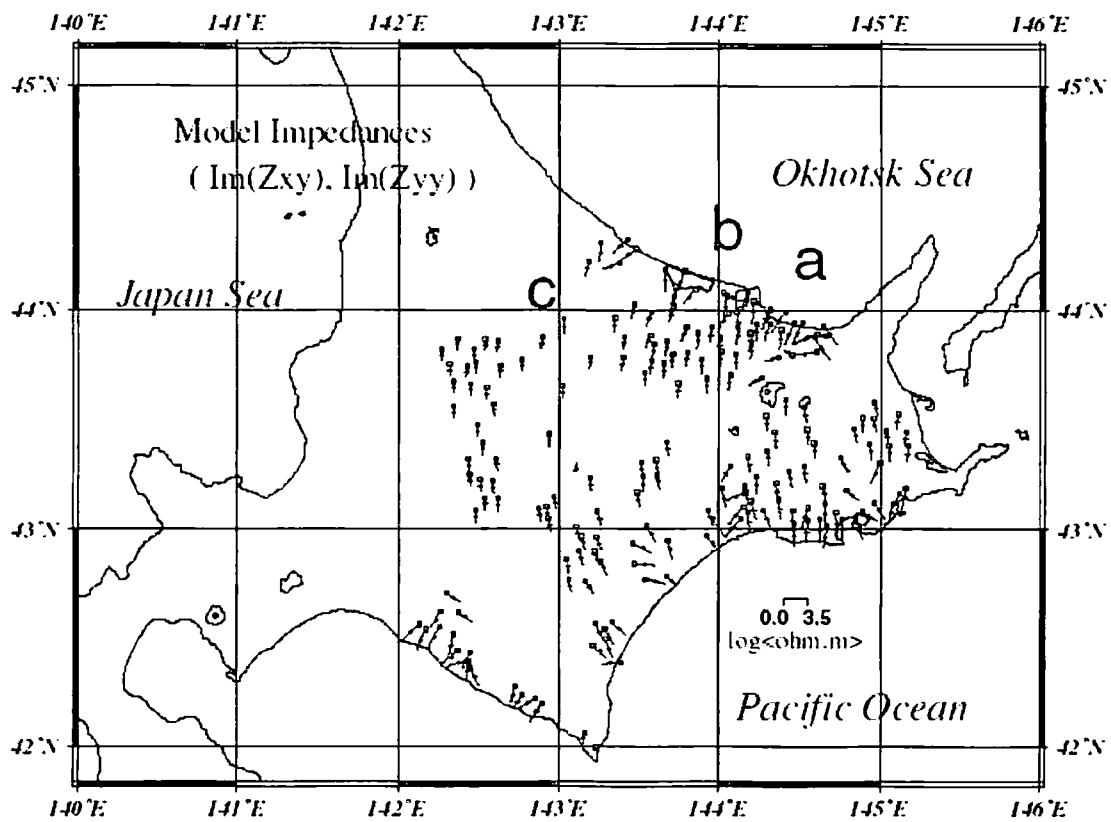 140°E 141°E 142°E 143°E 144°E 145°E 146°E
45°N 45°N
Model Impedances
( Im(Zxy), Im(Zyy) )
Okhotsk Sea
b
a
c
Japan Sea
44°N 44°N
43°N 43°N
0.0 3.5
log<ohm.m>
Pacific Ocean
42°N 42°N
140°E 141°E 142°E 143°E 144°E 145°E 146°E